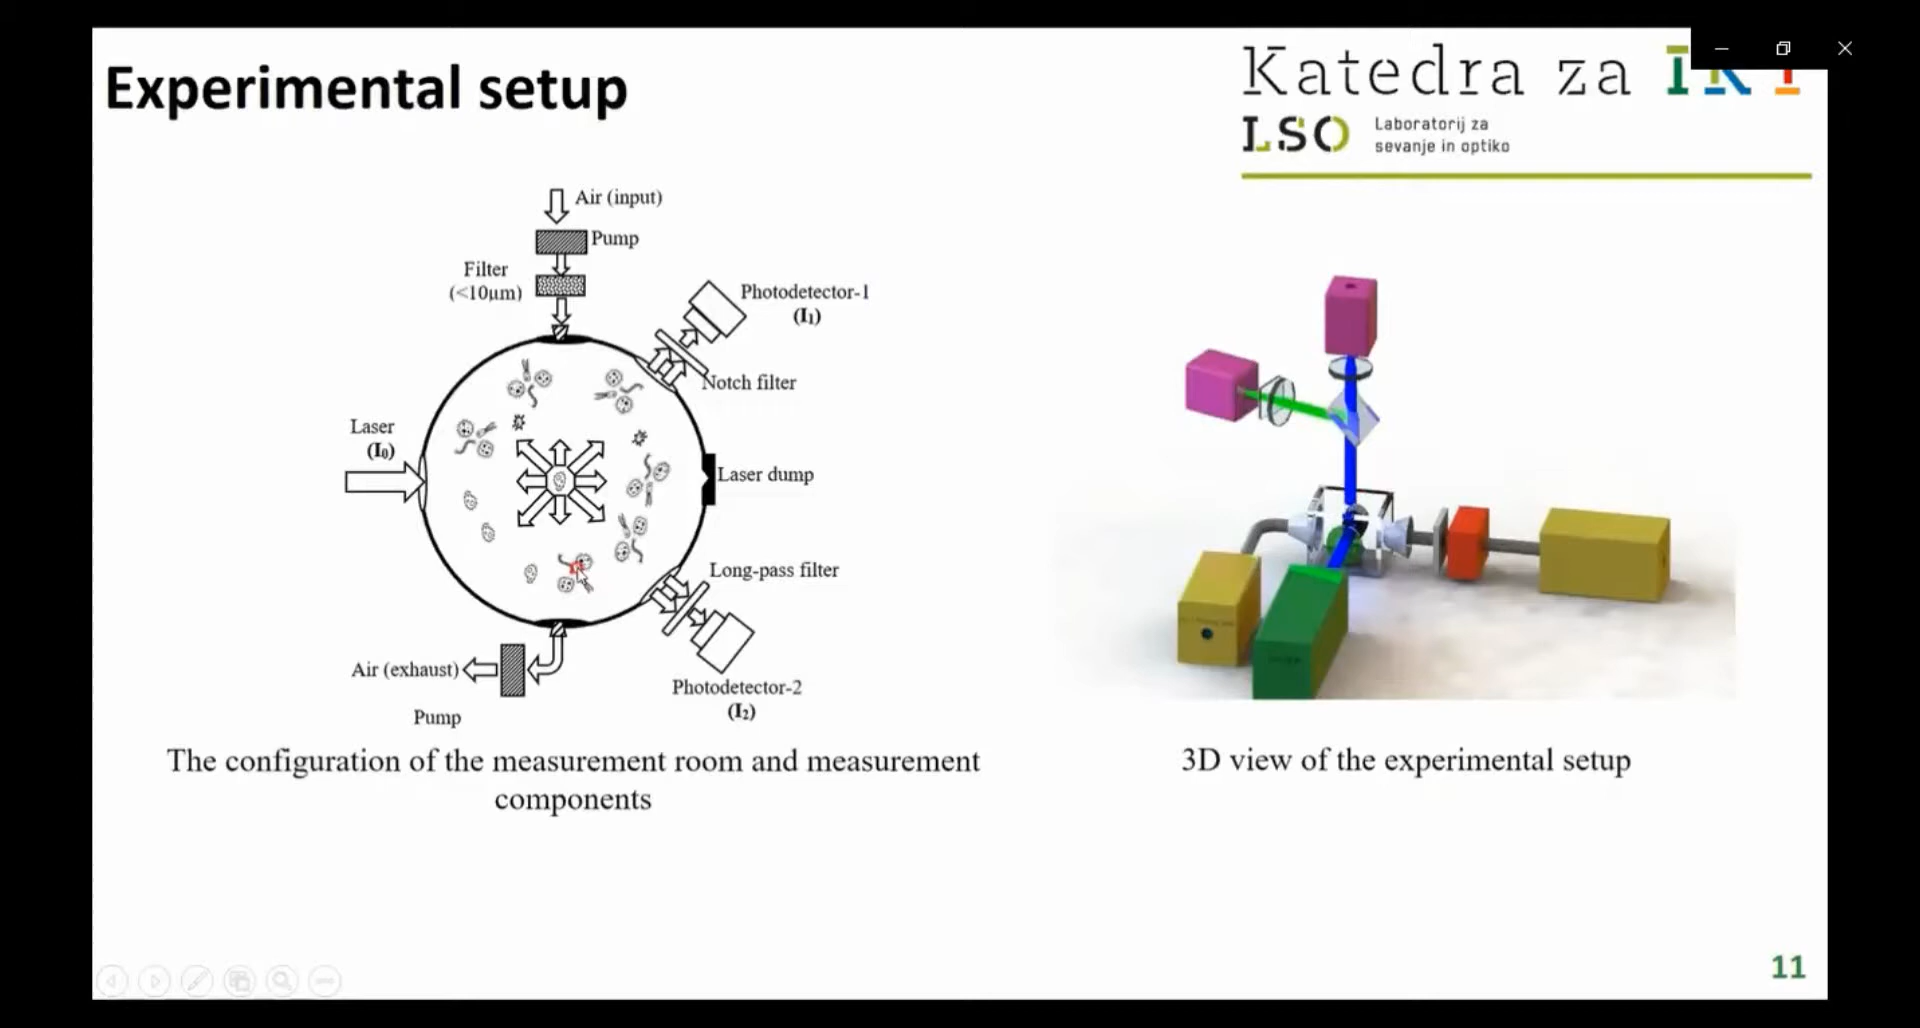 Experimental setup
Katedra za IKT
LSO
Laboratorij za
sevanje in optiko
Air (input)
Pump
Filter
(<10μm)
Photodetector-1
(I₁)
Notch filter
Laser
(I₀)
Laser dump
Long-pass filter
Air (exhaust)
Photodetector-2
(I₂)
Pump
The configuration of the measurement room and measurement
components
3D view of the experimental setup
11